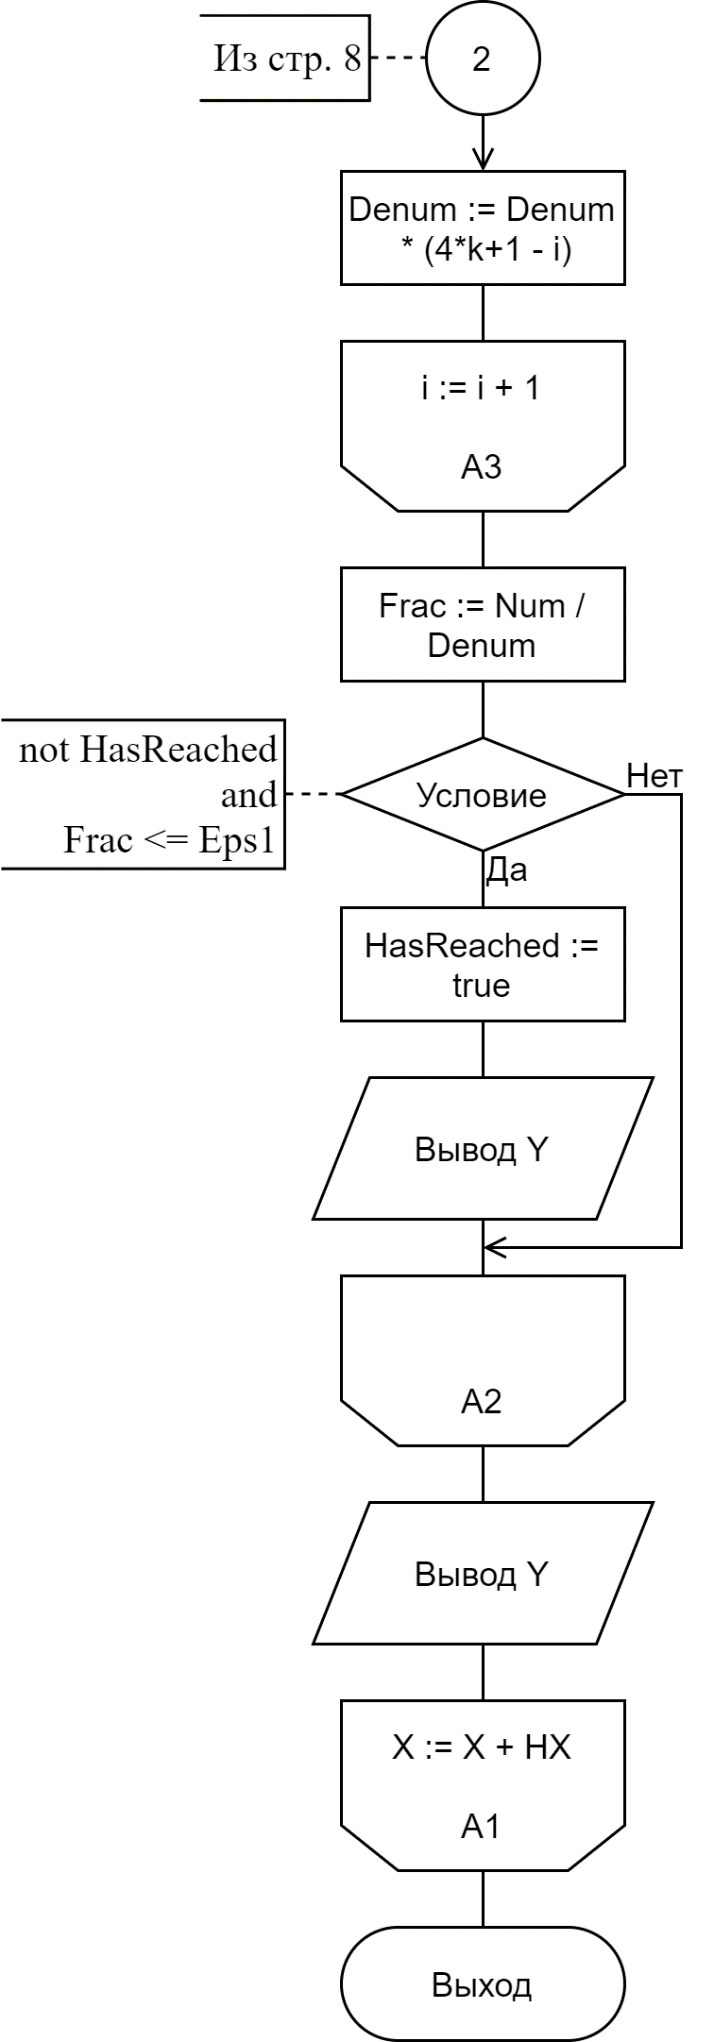 Из стр. 8
2
Denum := Denum
* (4*k+1 - i)
i := i + 1
A3
Frac := Num /
Denum
not HasReached
and
Frac <= Eps1
Условие
Нет
Да
HasReached :=
true
Вывод Y
A2
Вывод Y
X := X + HX
A1
Выход